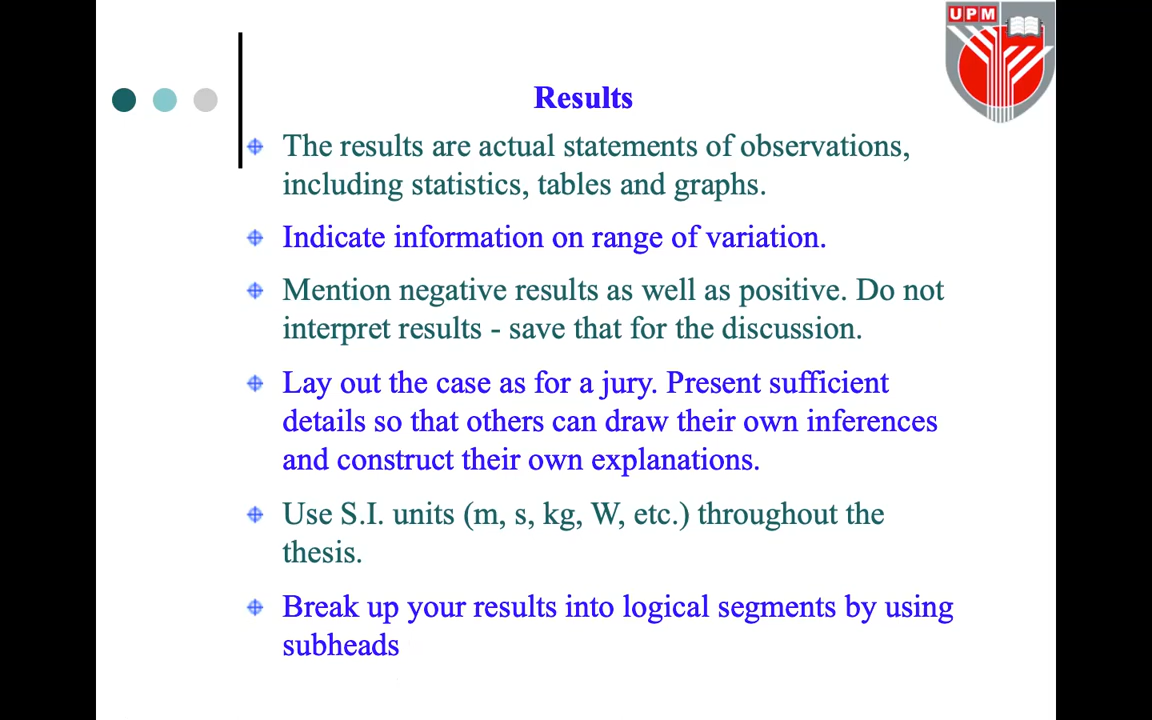 UPM
Results
The results are actual statements of observations,
including statistics, tables and graphs.
Indicate information on range of variation.
Mention negative results as well as positive. Do not
interpret results - save that for the discussion.
Lay out the case as for a jury. Present sufficient
details so that others can draw their own inferences
and construct their own explanations.
Use S.I. units (m, s, kg, W, etc.) throughout the
thesis.
Break up your results into logical segments by using
subheads